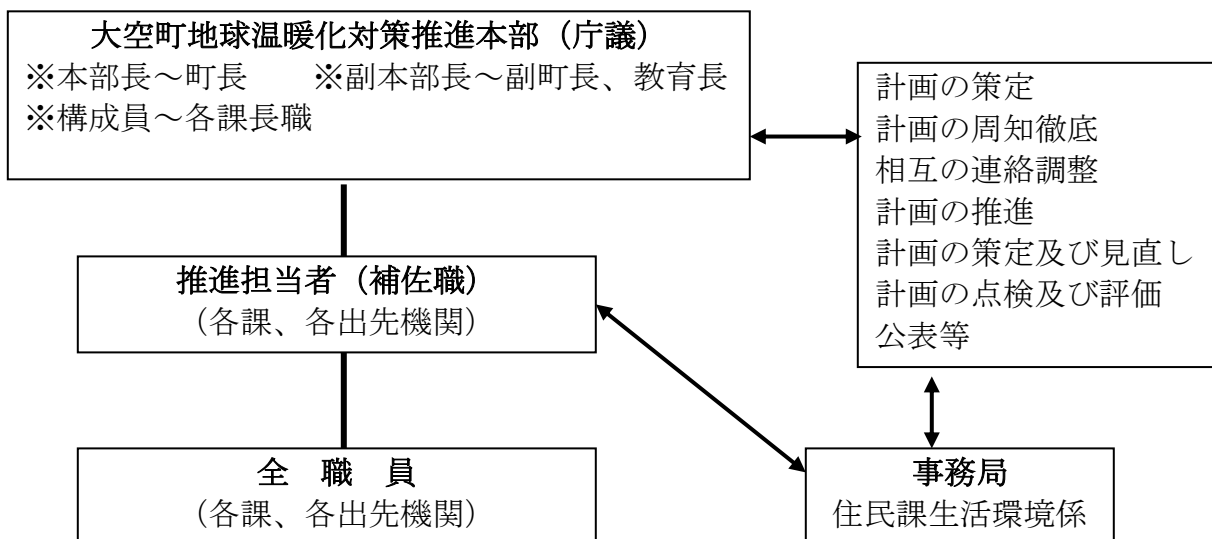 大空町地球温暖化対策推進本部（庁議）
※本部長～町長　　※副本部長～副町長、教育長
※構成員～各課長職
計画の策定
計画の周知徹底
相互の連絡調整
計画の推進
計画の策定及び見直し
計画の点検及び評価
公表等
推進担当者（補佐職）
（各課、各出先機関）
全　職　員
（各課、各出先機関）
事務局
住民課生活環境係